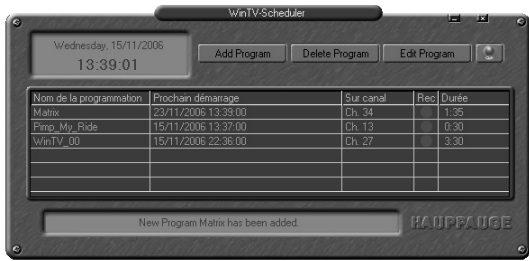 WinTV-Scheduler
Wednesday, 15/11/2006
13:39:01
Add Program Delete Program Edit Program
Nom de la programmation Prochain démarrage Sur canal Rec Durée
Matrix 23/11/2006 13:39:00 Ch. 34 1:35
Pimp_My_Ride 15/11/2006 13:37:00 Ch. 13 0:30
WinTV_00 15/11/2006 22:36:00 Ch. 27 3:30
New Program Matrix has been added.
HAUPPAUGE